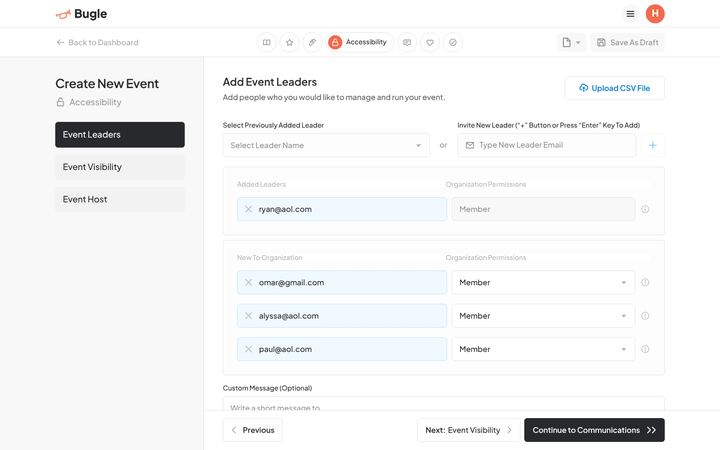 Bugle
H
Back to Dashboard
Accessibility
Save As Draft
Create New Event
Accessibility
Event Leaders
Event Visibility
Event Host
Add Event Leaders
Add people who you would like to manage and run your event.
Upload CSV File
Select Previously Added Leader
Select Leader Name
or
Invite New Leader ("+" Button or Press "Enter" Key To Add)
Type New Leader Email
Added Leaders
Organization Permissions
ryan@aol.com
Member
New To Organization
Organization Permissions
omar@gmail.com
Member
alyssa@aol.com
Member
paul@aol.com
Member
Custom Message (Optional)
Write a short message to
Previous
Next: Event Visibility
Continue to Communications